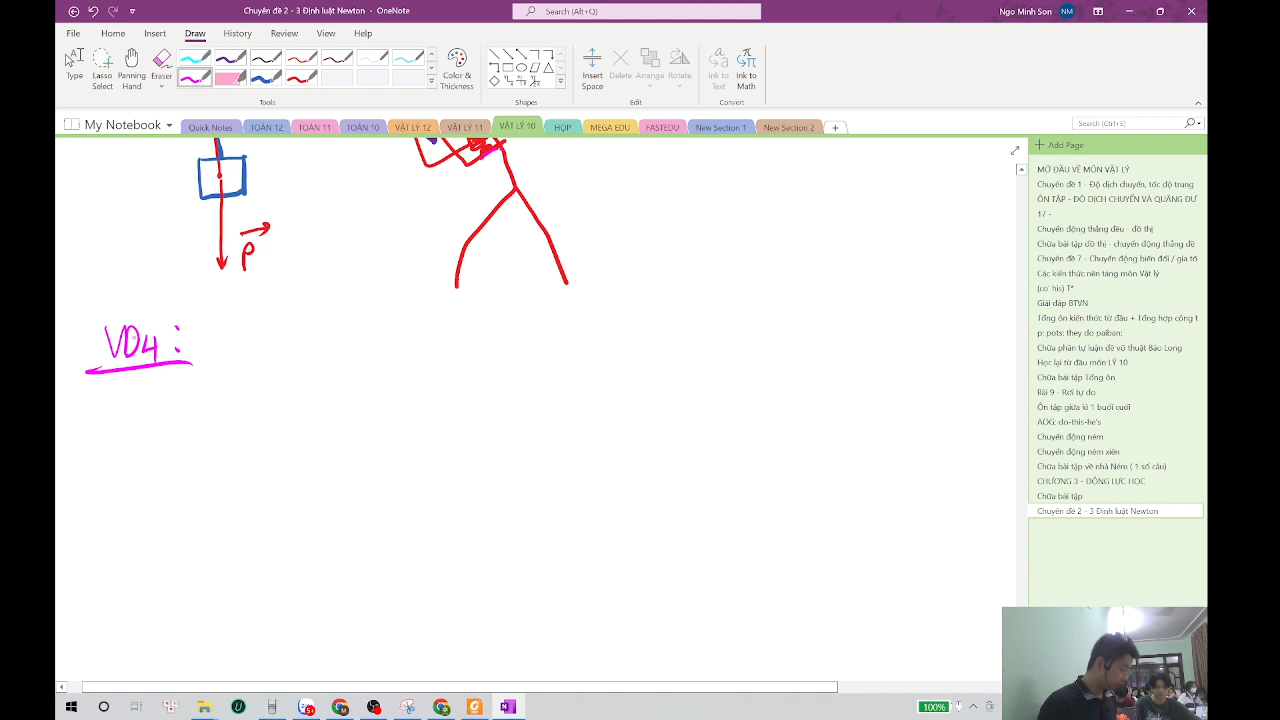 Chuyên đề 2 - 3 Định luật Newton - OneNote
Search (Alt+Q)
Ngo Minh Son
NM
File
Home
Insert
Draw
History
Review
View
Help
Type
Lasso Select
Panning Hand
Eraser
Color & Thickness
Insert Space
Delete
Arrange
Rotate
Ink to Text
Ink to Math
Tools
Shapes
Edit
Convert
My Notebook
Quick Notes
TOÁN 12
TOÁN 11
TOÁN 10
VẬT LÝ 12
VẬT LÝ 11
VẬT LÝ 10
HỌP
MEGA EDU
FASTEDU
New Section 1
New Section 2
Search (Ctrl+E)
Add Page
MỞ ĐẦU VỀ MÔN VẬT LÝ
Chuyên đề 1 - Độ dịch chuyển, tốc độ trung
ÔN TẬP - ĐỘ DỊCH CHUYỂN VÀ QUÃNG ĐƯ
17 -
Chuyển động thẳng đều - đồ thị
Chữa bài tập đồ thị - chuyển động thẳng đề
Chuyên đề 7 - Chuyển động biến đổi / gia tố
Các kiến thức nền tảng môn Vật lý
Giải đáp BTVN
Tổng ôn kiến thức từ đầu + Tổng hợp công t
p: pots: they do paiban:
Chữa phần tự luận đề võ thuật Bảo Long
Học lại từ đầu môn LÝ 10
Chữa bài tập Tổng ôn
Bài 9 - Rơi tự do
Ôn tập giữa kì 1 buổi cuối
AOG: do-this-he's
Chuyển động ném
Chuyển động ném xiên
Chữa bài tập về nhà Ném ( 1 số câu)
CHƯƠNG 3 - ĐỘNG LỰC HỌC
Chữa bài tập
Chuyên đề 2 - 3 Định luật Newton
P
VD4 :
100%